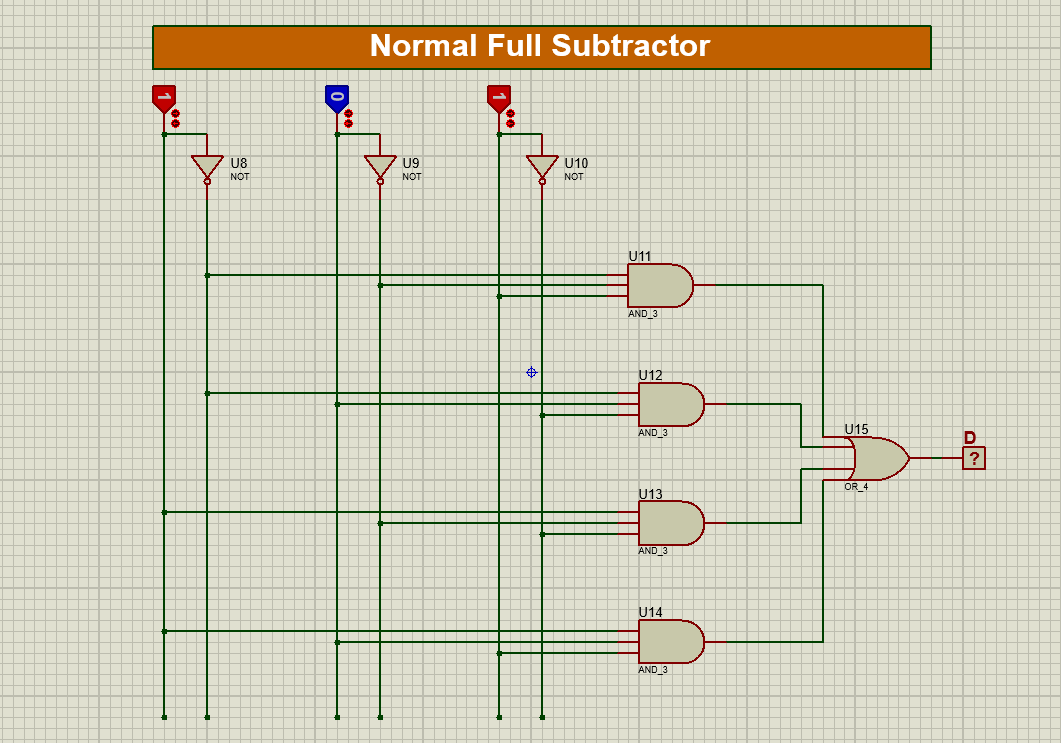 Normal Full Subtractor
1
0
1
U8
NOT
U9
NOT
U10
NOT
U11
AND_3
U12
AND_3
U15
OR_4
D
?
U13
AND_3
U14
AND_3